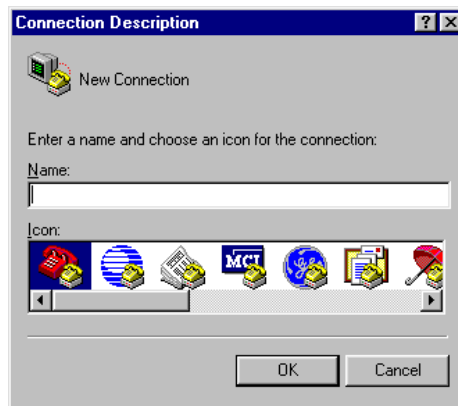 Connection Description
New Connection
Enter a name and choose an icon for the connection:
Name:
Icon:
MCI
OK
Cancel